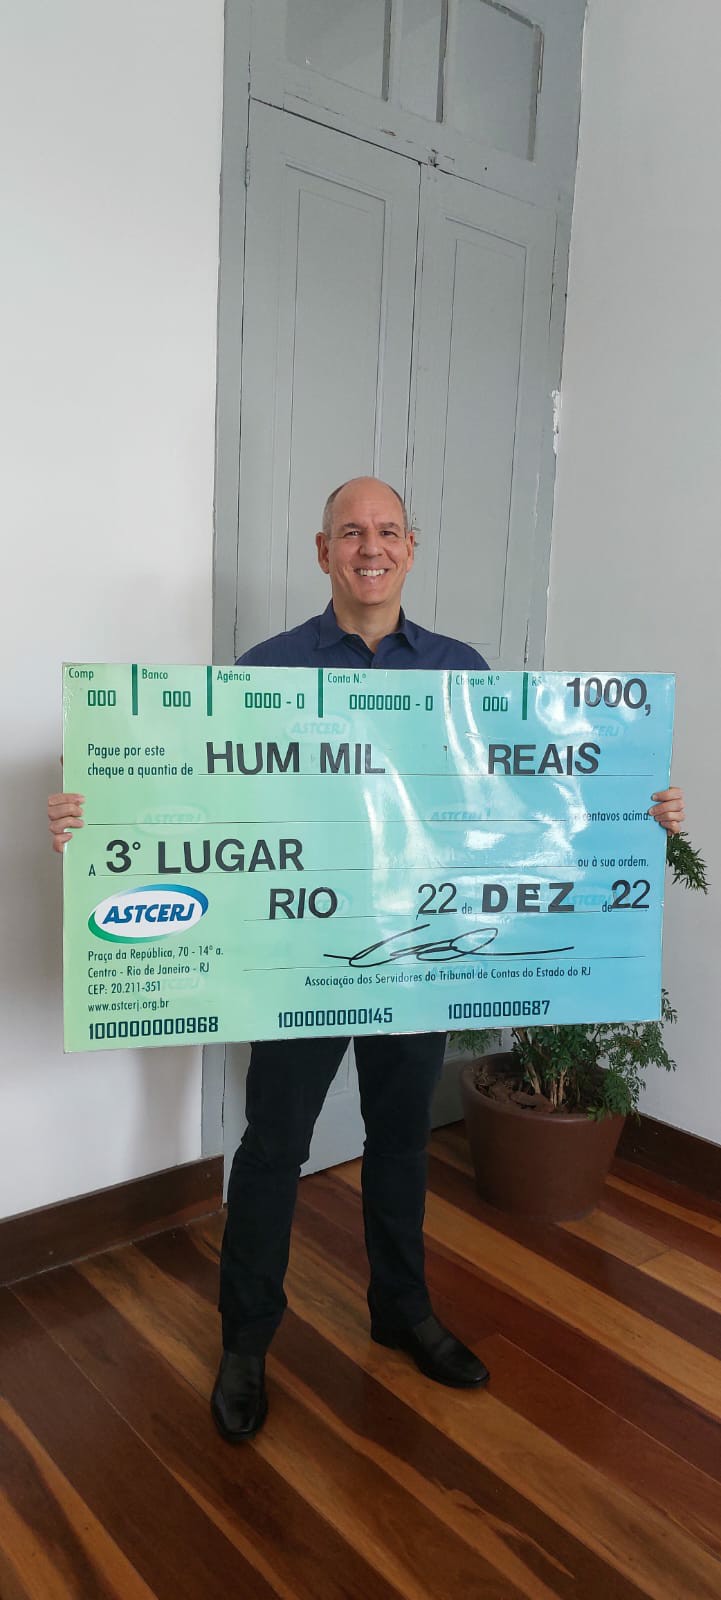 Comp Banco Agência Conta N.º Cheque N.º R$
000 000 0000 - 0 0000000 - 0 000 1000,
Pague por este
cheque a quantia de HUM MIL REAIS
centavos acima.
A 3° LUGAR ou à sua ordem.
ASTCERJ RIO 22 de DEZ de 22
Praça da República, 70 - 14º a.
Centro - Rio de Janeiro - RJ
CEP: 20.211-351
www.astcerj.org.br
Associação dos Servidores do Tribunal de Contas do Estado do RJ
100000000968 100000000145 10000000687